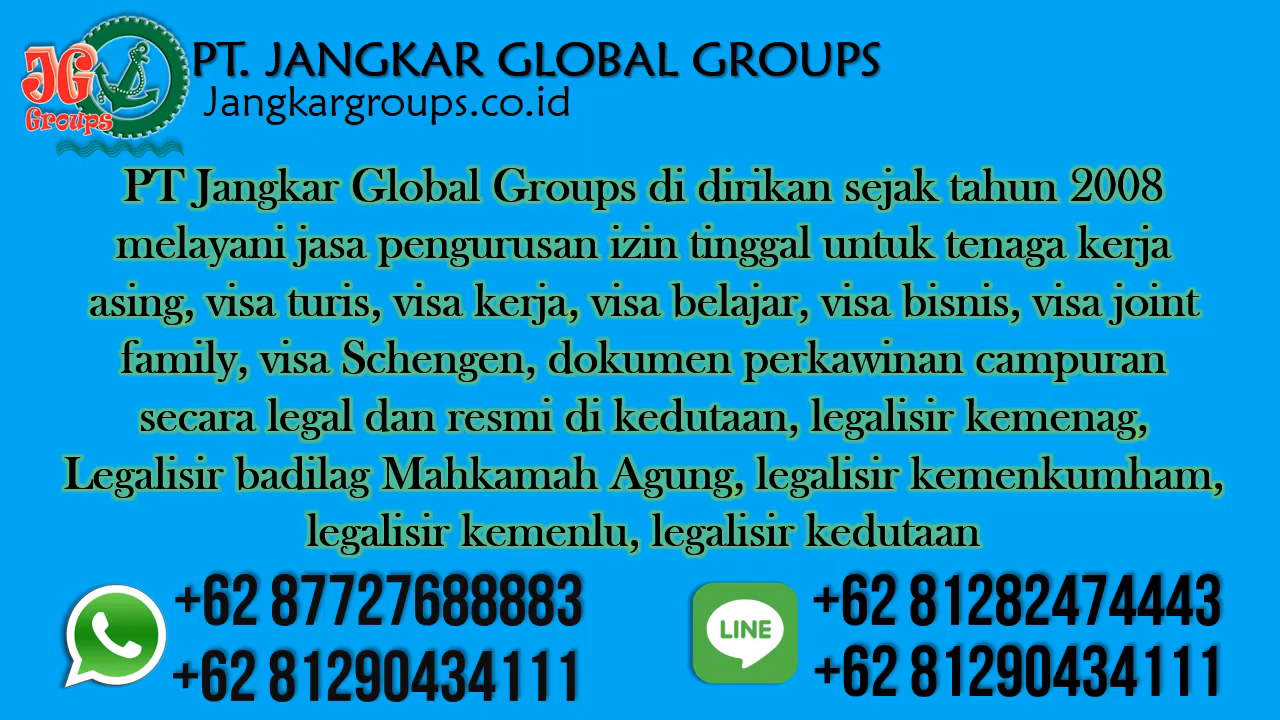 JG
Groups
PT. JANGKAR GLOBAL GROUPS
Jangkargroups.co.id
PT Jangkar Global Groups di dirikan sejak tahun 2008
melayani jasa pengurusan izin tinggal untuk tenaga kerja
asing, visa turis, visa kerja, visa belajar, visa bisnis, visa joint
family, visa Schengen, dokumen perkawinan campuran
secara legal dan resmi di kedutaan, legalisir kemenag,
Legalisir badilag Mahkamah Agung, legalisir kemenkumham,
legalisir kemenlu, legalisir kedutaan
+62 87727688883
+62 81290434111
LINE
+62 81282474443
+62 81290434111